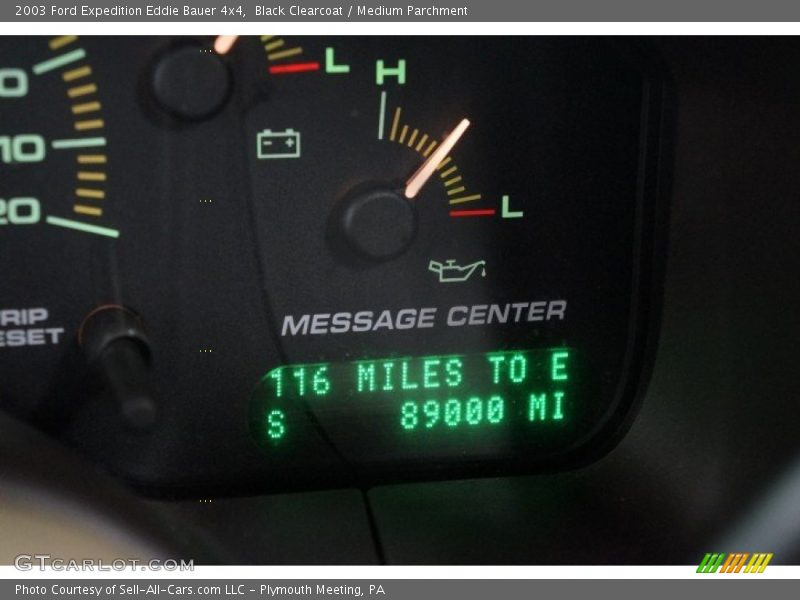 2003 Ford Expedition Eddie Bauer 4x4, Black Clearcoat / Medium Parchment
L
H
0
10
20
L
RIP
ESET
MESSAGE CENTER
116 MILES TO E
S 89000 MI
GTCARLOT.COM
Photo Courtesy of Sell-All-Cars.com LLC - Plymouth Meeting, PA